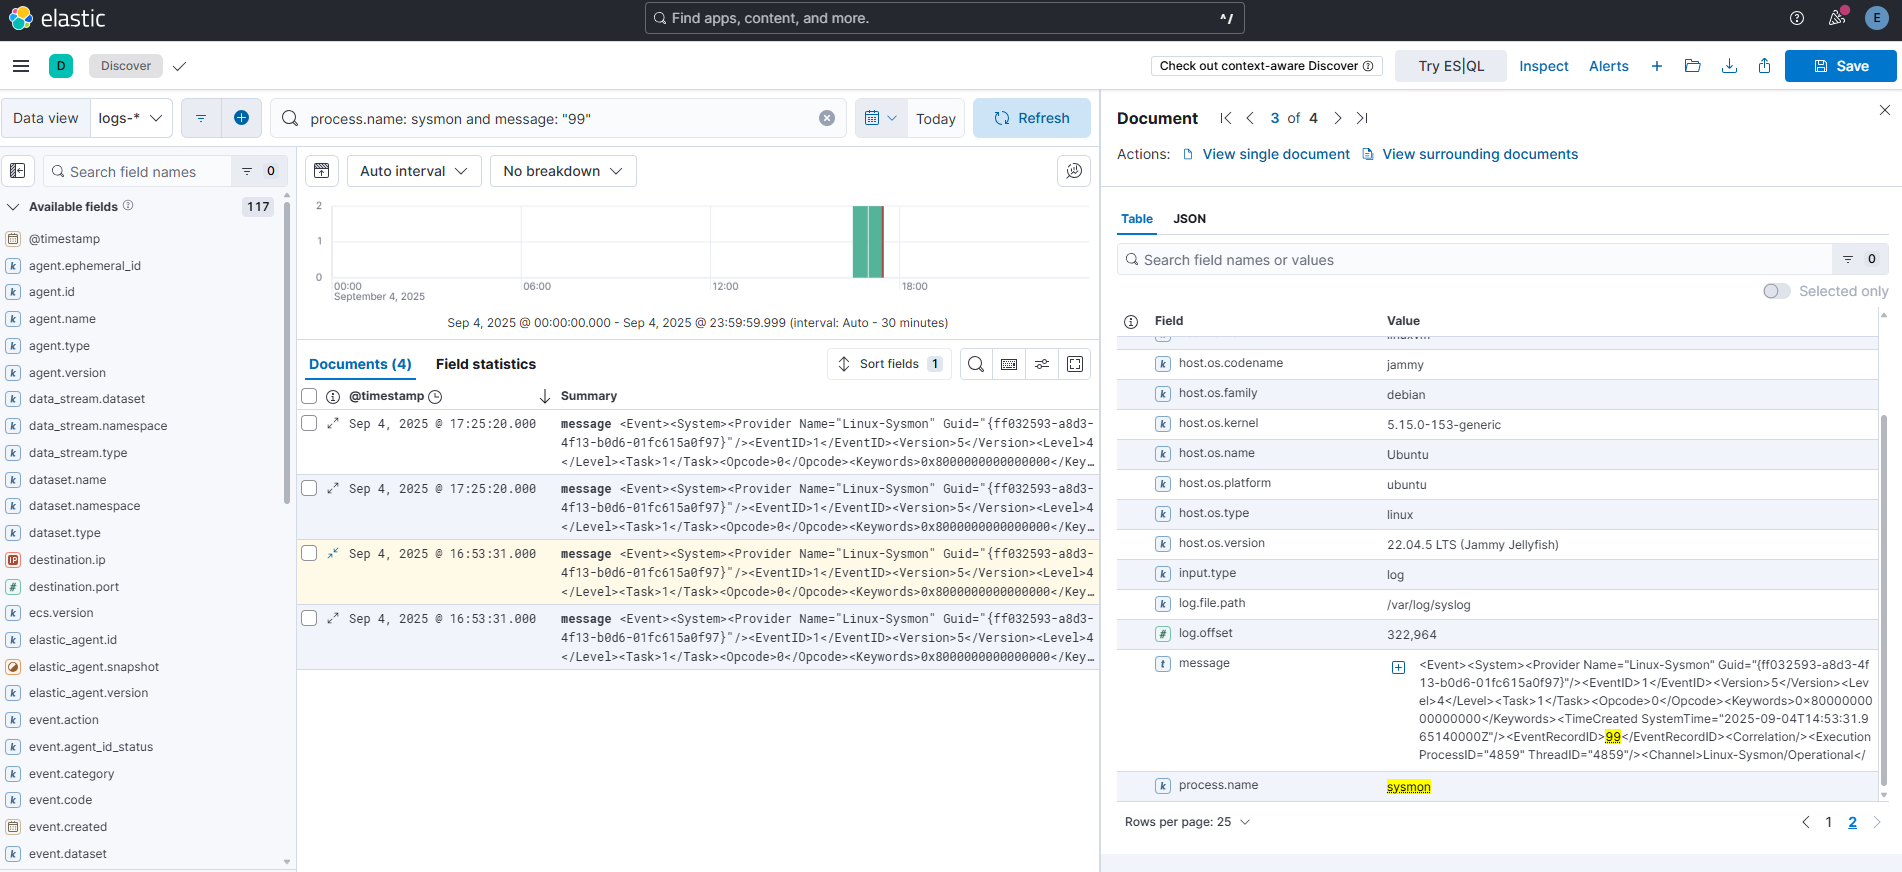 elastic
Find apps, content, and more.
^/
E
D
Discover
Check out context-aware Discover
Try ES|QL
Inspect
Alerts
Save
Data view
logs-*
process.name: sysmon and message: "99"
Today
Refresh
Search field names
0
Available fields
117
@timestamp
agent.ephemeral_id
agent.id
agent.name
agent.type
agent.version
data_stream.dataset
data_stream.namespace
data_stream.type
dataset.name
dataset.namespace
dataset.type
destination.ip
destination.port
ecs.version
elastic_agent.id
elastic_agent.snapshot
elastic_agent.version
event.action
event.agent_id_status
event.category
event.code
event.created
event.dataset
Auto interval
No breakdown
2
1
0
00:00
September 4, 2025
06:00
12:00
18:00
Sep 4, 2025 @ 00:00:00.000 - Sep 4, 2025 @ 23:59:59.999 (interval: Auto - 30 minutes)
Documents (4)
Field statistics
Sort fields 1
@timestamp
Summary
Sep 4, 2025 @ 17:25:20.000
message <Event><System><Provider Name="Linux-Sysmon" Guid="{ff032593-a8d3-
4f13-b0d6-01fc615a0f97}"/><EventID>1</EventID><Version>5</Version><Level>4
</Level><Task>1</Task><Opcode>0</Opcode><Keywords>0x8000000000000000</Key…
Sep 4, 2025 @ 17:25:20.000
message <Event><System><Provider Name="Linux-Sysmon" Guid="{ff032593-a8d3-
4f13-b0d6-01fc615a0f97}"/><EventID>1</EventID><Version>5</Version><Level>4
</Level><Task>1</Task><Opcode>0</Opcode><Keywords>0x8000000000000000</Key…
Sep 4, 2025 @ 16:53:31.000
message <Event><System><Provider Name="Linux-Sysmon" Guid="{ff032593-a8d3-
4f13-b0d6-01fc615a0f97}"/><EventID>1</EventID><Version>5</Version><Level>4
</Level><Task>1</Task><Opcode>0</Opcode><Keywords>0x8000000000000000</Key…
Sep 4, 2025 @ 16:53:31.000
message <Event><System><Provider Name="Linux-Sysmon" Guid="{ff032593-a8d3-
4f13-b0d6-01fc615a0f97}"/><EventID>1</EventID><Version>5</Version><Level>4
</Level><Task>1</Task><Opcode>0</Opcode><Keywords>0x8000000000000000</Key…
Document
3 of 4
Actions:
View single document
View surrounding documents
Table
JSON
Search field names or values
0
Selected only
Field
Value
host.os.codename
jammy
host.os.family
debian
host.os.kernel
5.15.0-153-generic
host.os.name
Ubuntu
host.os.platform
ubuntu
host.os.type
linux
host.os.version
22.04.5 LTS (Jammy Jellyfish)
input.type
log
log.file.path
/var/log/syslog
log.offset
322,964
message
<Event><System><Provider Name="Linux-Sysmon" Guid="{ff032593-a8d3-4f
13-b0d6-01fc615a0f97}"/><EventID>1</EventID><Version>5</Version><Lev
el>4</Level><Task>1</Task><Opcode>0</Opcode><Keywords>0x800000000
0000000</Keywords><TimeCreated SystemTime="2025-09-04T14:53:31.9
65140000Z"/><EventRecordID>99</EventRecordID><Correlation/><Execution
ProcessID="4859" ThreadID="4859"/><Channel>Linux-Sysmon/Operational</
process.name
sysmon
Rows per page: 25
1
2